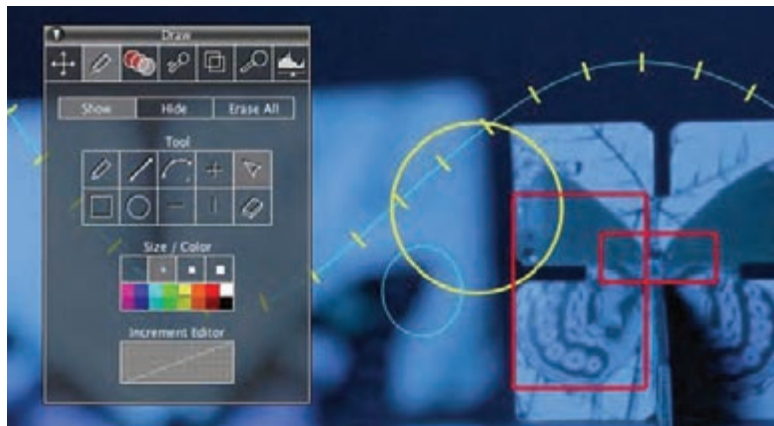 Draw
Show Hide Erase All
Tool
Size / Color
Increment Editor